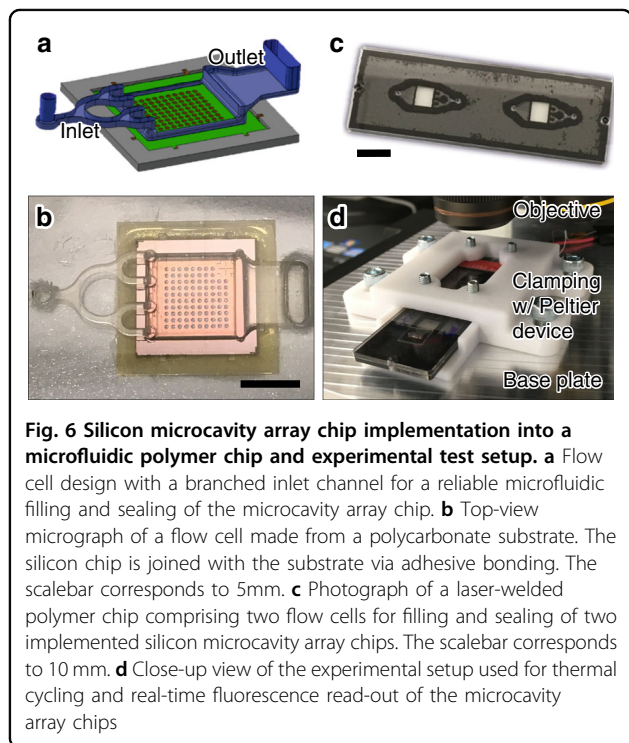 a
Outlet
Inlet
c
b
d
Objective
Clamping
w/ Peltier
device
Base plate
Fig. 6 Silicon microcavity array chip implementation into a
microfluidic polymer chip and experimental test setup. a Flow
cell design with a branched inlet channel for a reliable microfluidic
filling and sealing of the microcavity array chip. b Top-view
micrograph of a flow cell made from a polycarbonate substrate. The
silicon chip is joined with the substrate via adhesive bonding. The
scalebar corresponds to 5mm. c Photograph of a laser-welded
polymer chip comprising two flow cells for filling and sealing of two
implemented silicon microcavity array chips. The scalebar corresponds
to 10 mm. d Close-up view of the experimental setup used for thermal
cycling and real-time fluorescence read-out of the microcavity
array chips